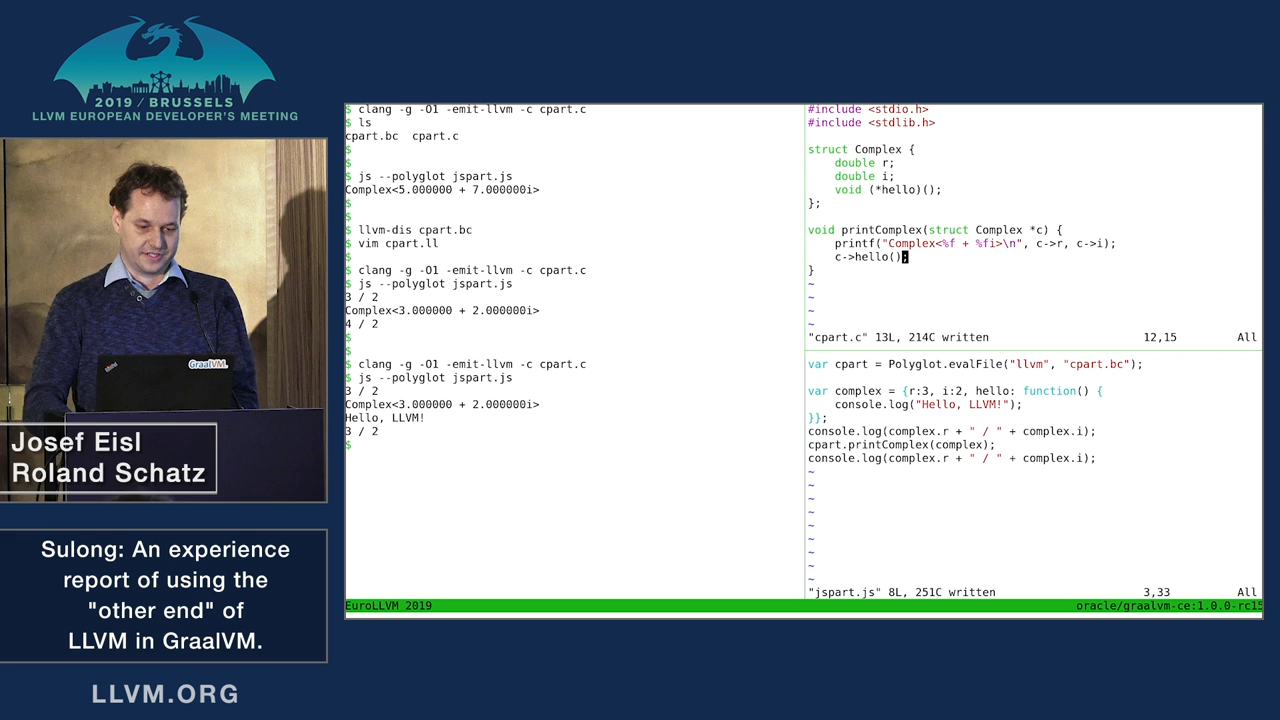 2019 / BRUSSELS
LLVM EUROPEAN DEVELOPER'S MEETING
GraalVM.
Josef Eisl
Roland Schatz
Sulong: An experience
report of using the
"other end" of
LLVM in GraalVM.
LLVM.ORG
$ clang -g -O1 -emit-llvm -c cpart.c
$ ls
cpart.bc  cpart.c
$
$
$ js --polyglot jspart.js
Complex<5.000000 + 7.000000i>
$
$
$ llvm-dis cpart.bc
$ vim cpart.ll
$
$ clang -g -O1 -emit-llvm -c cpart.c
$ js --polyglot jspart.js
3 / 2
Complex<3.000000 + 2.000000i>
4 / 2
$
$
$ clang -g -O1 -emit-llvm -c cpart.c
$ js --polyglot jspart.js
3 / 2
Complex<3.000000 + 2.000000i>
Hello, LLVM!
3 / 2
$
#include <stdio.h>
#include <stdlib.h>
struct Complex {
    double r;
    double i;
    void (*hello)();
};
void printComplex(struct Complex *c) {
    printf("Complex<%f + %fi>\n", c->r, c->i);
    c->hello();
}
~
~
~
~
"cpart.c" 13L, 214C written 12,15 All
var cpart = Polyglot.evalFile("llvm", "cpart.bc");
var complex = {r:3, i:2, hello: function() {
    console.log("Hello, LLVM!");
}};
console.log(complex.r + " / " + complex.i);
cpart.printComplex(complex);
console.log(complex.r + " / " + complex.i);
~
~
~
~
~
~
~
~
~
"jspart.js" 8L, 251C written 3,33 All
EuroLLVM 2019 oracle/graalvm-ce:1.0.0-rc15